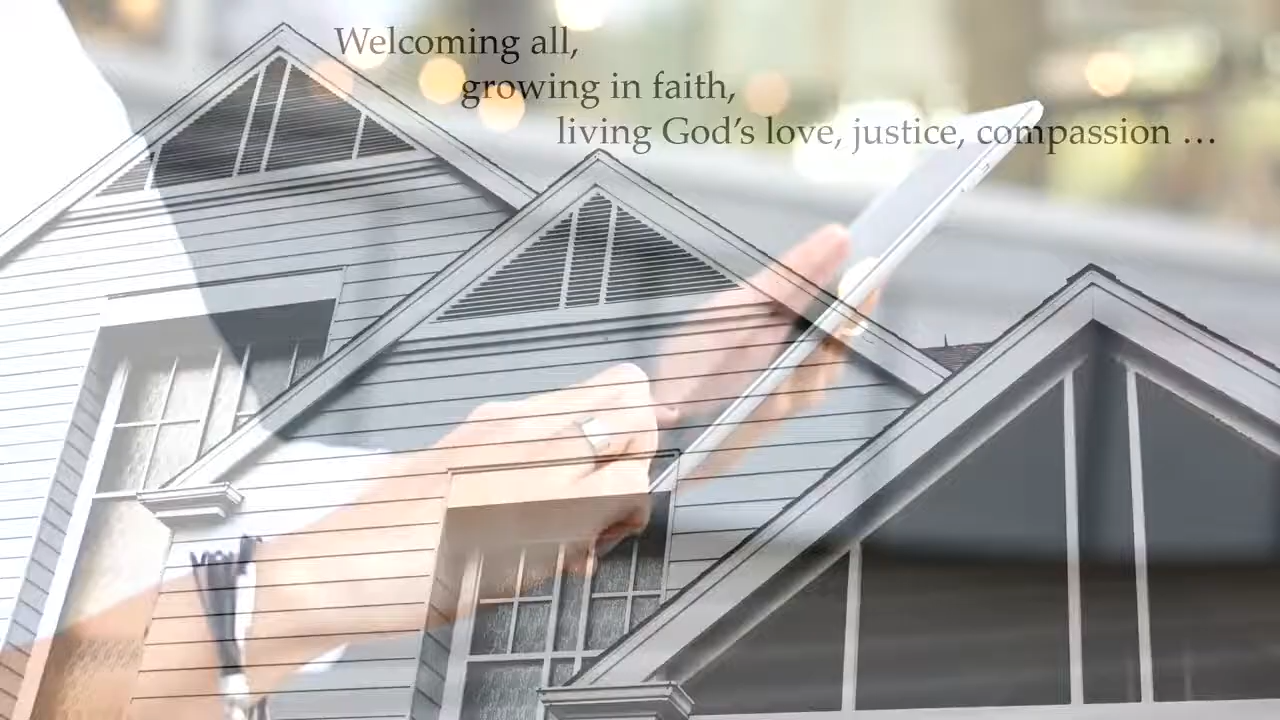 Welcoming all,
growing in faith,
living God's love, justice, compassion …